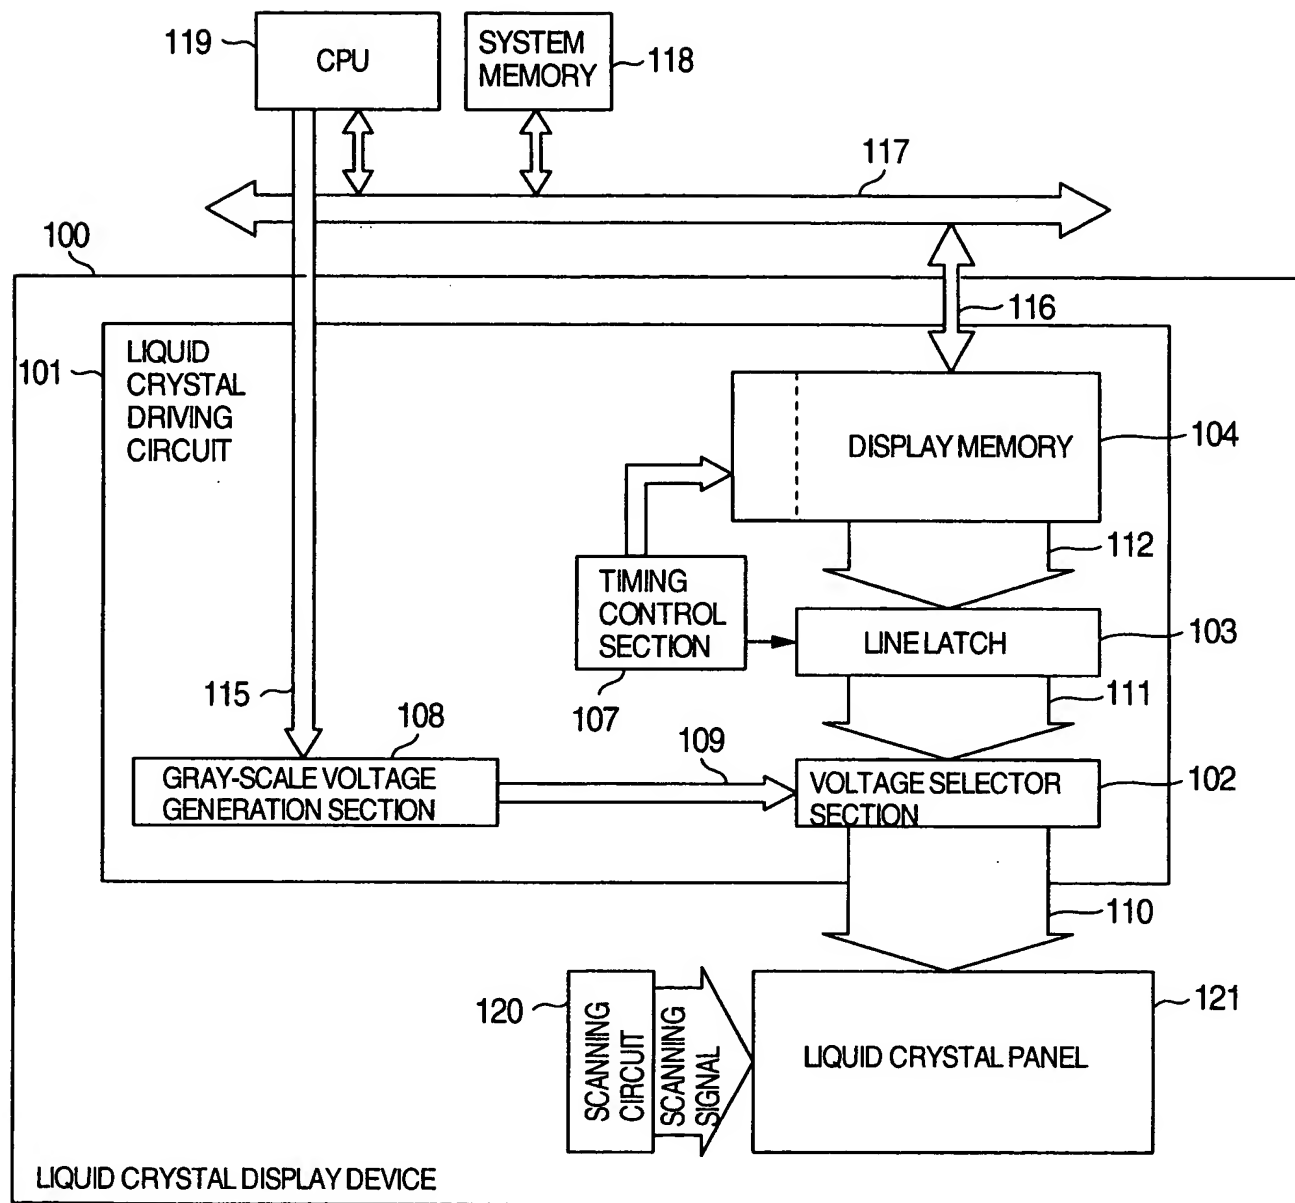 119
CPU
SYSTEM
MEMORY
118
117
100
116
101
LIQUID
CRYSTAL
DRIVING
CIRCUIT
DISPLAY MEMORY
104
112
TIMING
CONTROL
SECTION
LINE LATCH
103
107
111
115
108
109
GRAY-SCALE VOLTAGE
GENERATION SECTION
VOLTAGE SELECTOR
SECTION
102
110
120
SCANNING
CIRCUIT
SCANNING
SIGNAL
LIQUID CRYSTAL PANEL
121
LIQUID CRYSTAL DISPLAY DEVICE